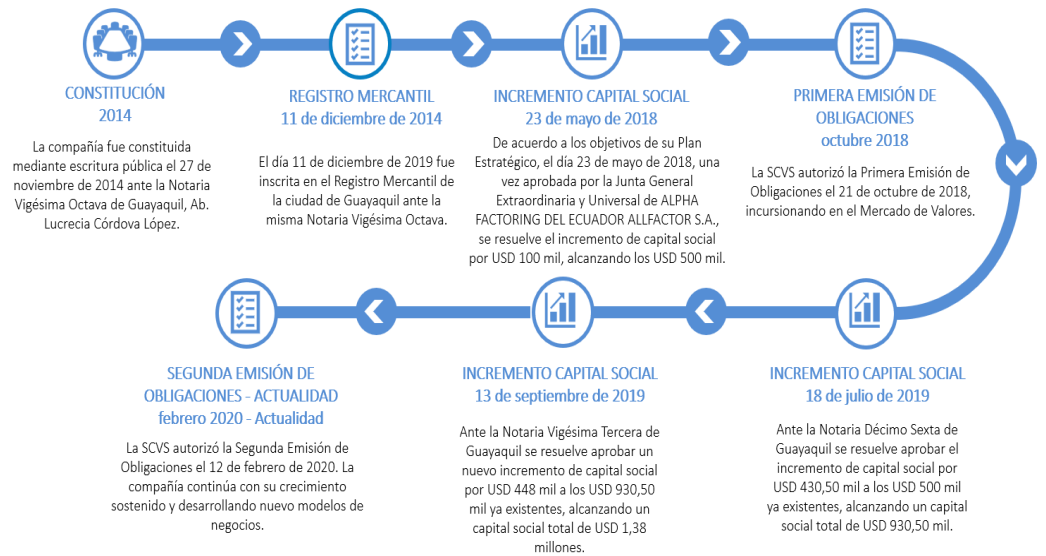 CONSTITUCIÓN
2014
La compañía fue constituida
mediante escritura pública el 27 de
noviembre de 2014 ante la Notaria
Vigésima Octava de Guayaquil, Ab.
Lucrecia Córdova López.
REGISTRO MERCANTIL
11 de diciembre de 2014
El día 11 de diciembre de 2019 fue
inscrita en el Registro Mercantil de
la ciudad de Guayaquil ante la
misma Notaria Vigésima Octava.
INCREMENTO CAPITAL SOCIAL
23 de mayo de 2018
De acuerdo a los objetivos de su Plan
Estratégico, el día 23 de mayo de 2018, una
vez aprobada por la Junta General
Extraordinaria y Universal de ALPHA
FACTORING DEL ECUADOR ALLFACTOR S.A.,
se resuelve el incremento de capital social
por USD 100 mil, alcanzando los USD 500 mil.
PRIMERA EMISIÓN DE
OBLIGACIONES
octubre 2018
La SCVS autorizó la Primera Emisión de
Obligaciones el 21 de octubre de 2018,
incursionando en el Mercado de Valores.
INCREMENTO CAPITAL SOCIAL
18 de julio de 2019
Ante la Notaria Décimo Sexta de
Guayaquil se resuelve aprobar el
incremento de capital social por
USD 430,50 mil a los USD 500 mil
ya existentes, alcanzando un capital
social total de USD 930,50 mil.
INCREMENTO CAPITAL SOCIAL
13 de septiembre de 2019
Ante la Notaria Vigésima Tercera de
Guayaquil se resuelve aprobar un
nuevo incremento de capital social
por USD 448 mil a los USD 930,50
mil ya existentes, alcanzando un
capital social total de USD 1,38
millones.
SEGUNDA EMISIÓN DE
OBLIGACIONES - ACTUALIDAD
febrero 2020 - Actualidad
La SCVS autorizó la Segunda Emisión de
Obligaciones el 12 de febrero de 2020. La
compañía continúa con su crecimiento
sostenido y desarrollando nuevo modelos de
negocios.